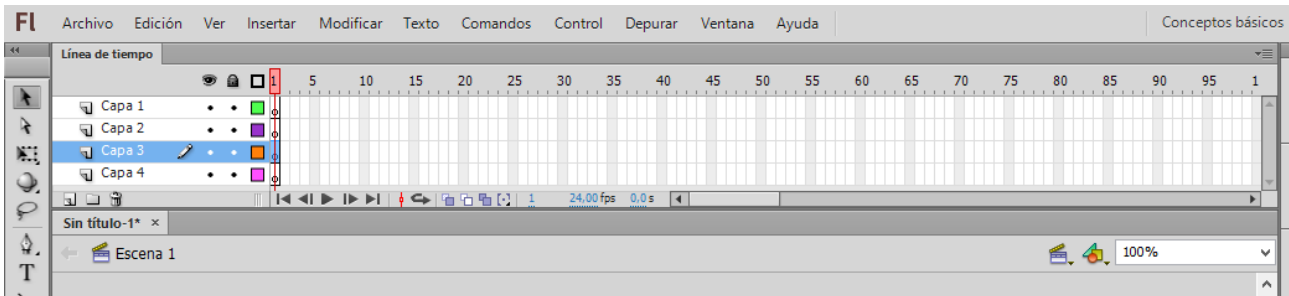 Fl Archivo Edición Ver Insertar Modificar Texto Comandos Control Depurar Ventana Ayuda Conceptos básicos
Línea de tiempo
1 5 10 15 20 25 30 35 40 45 50 55 60 65 70 75 80 85 90 95 1
Capa 1
Capa 2
Capa 3
Capa 4
1 24,00 fps 0,0 s
Sin título-1* ×
Escena 1 100%
T